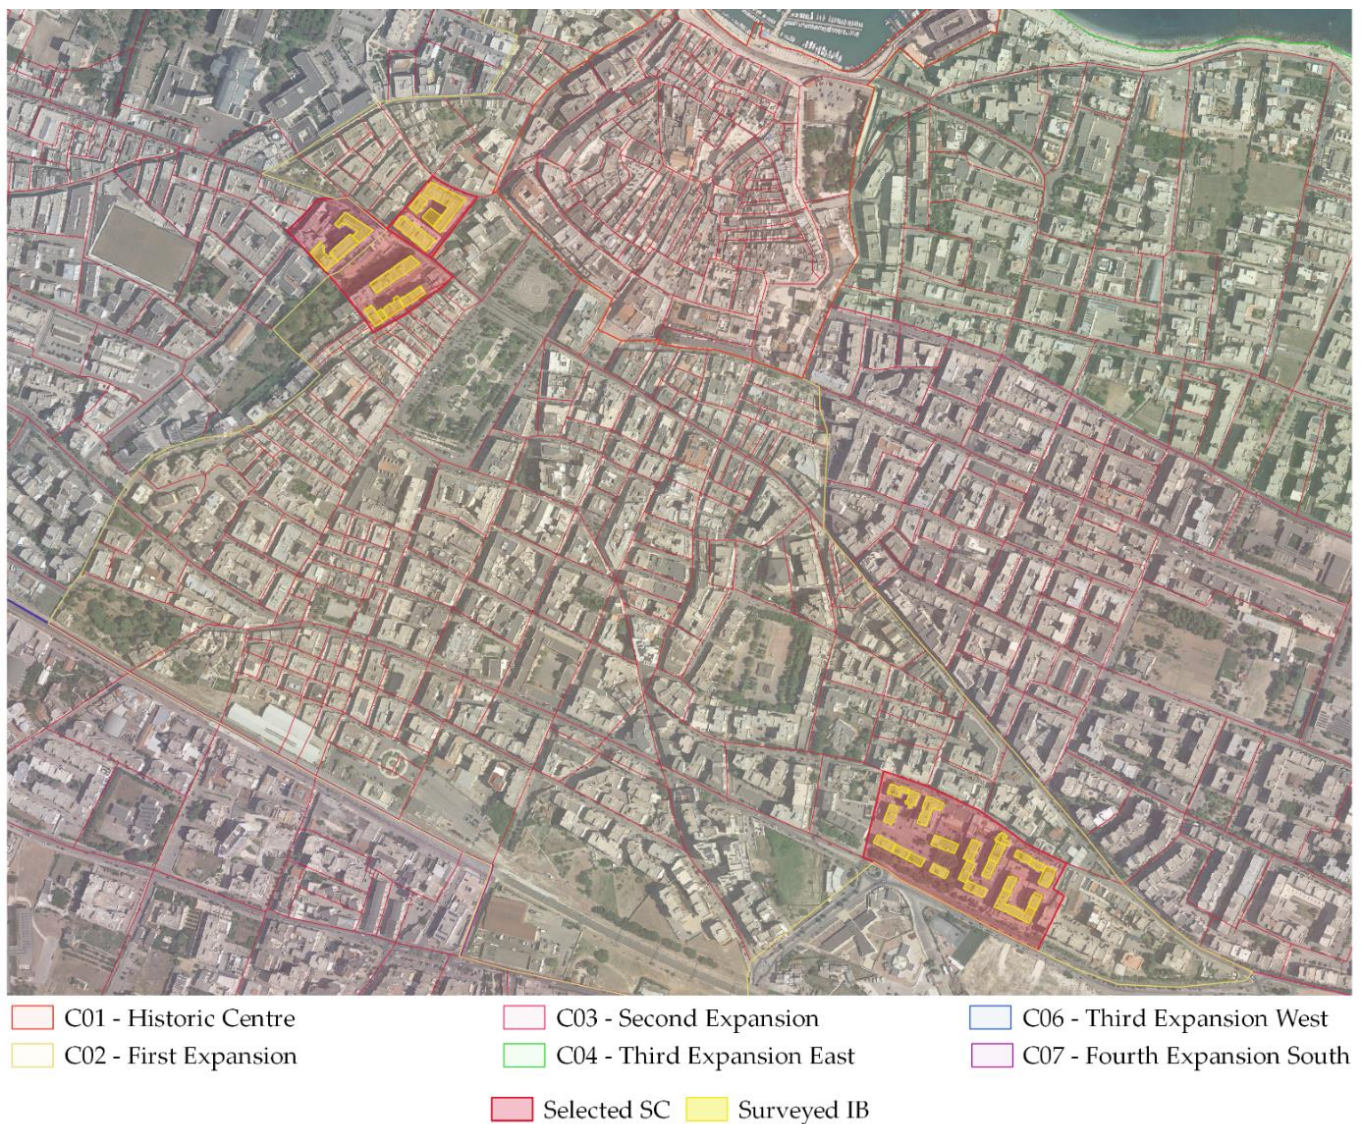 C01 - Historic Centre
C03 - Second Expansion
C06 - Third Expansion West
C02 - First Expansion
C04 - Third Expansion East
C07 - Fourth Expansion South
Selected SC
Surveyed IB